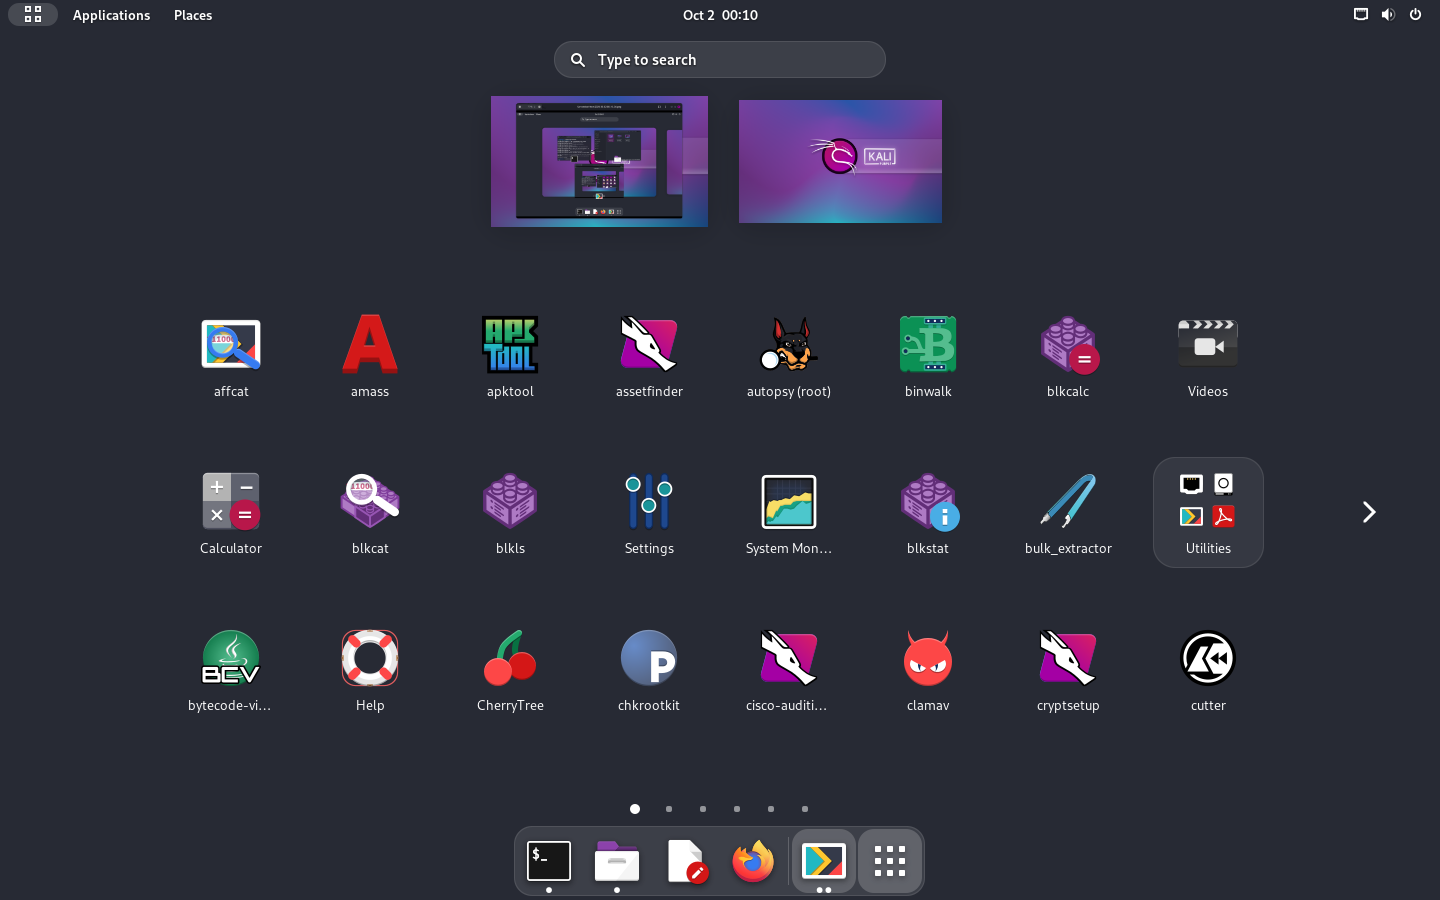 Applications Places Oct 2 00:10
Type to search
KALI
affcat amass apktool assetfinder autopsy (root) binwalk blkcalc Videos
Calculator blkcat blkls Settings System Mon… blkstat bulk_extractor Utilities
BCV
bytecode-vi… Help CherryTree chkrootkit cisco-auditi… clamav cryptsetup cutter
$_